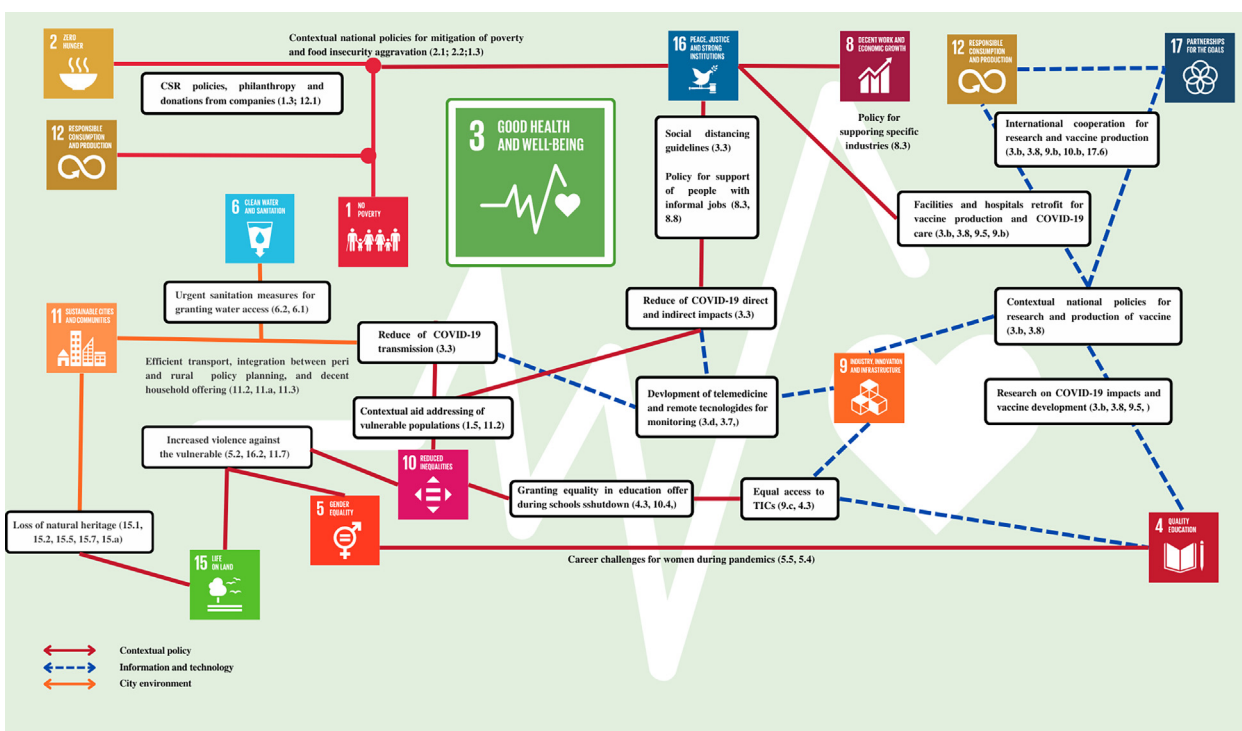 2 ZERO
HUNGER
Contextual national policies for mitigation of poverty
and food insecurity aggravation (2.1; 2.2;1.3)
CSR policies, philanthropy and
donations from companies (1.3; 12.1)
12 RESPONSIBLE
CONSUMPTION
AND PRODUCTION
1 NO
POVERTY
3 GOOD HEALTH
AND WELL-BEING
16 PEACE, JUSTICE
AND STRONG
INSTITUTIONS
8 DECENT WORK AND
ECONOMIC GROWTH
Policy for
supporing specific
industries (8.3)
12 RESPONSIBLE
CONSUMPTION
AND PRODUCTION
17 PARTNERSHIPS
FOR THE GOALS
Social distancing
guidelines (3.3)
Policy for support
of people with
informal jobs (8.3,
8.8)
International cooperation for
research and vaccine production
(3.b, 3.8, 9.b, 10.b, 17.6)
Facilities and hospitals retrofit for
vaccine production and COVID-19
care (3.b, 3.8, 9.5, 9.b)
6 CLEAN WATER
AND SANITATION
Urgent sanitation measures for
granting water access (6.2, 6.1)
11 SUSTAINABLE CITIES
AND COMMUNITIES
Efficient transport, integration between peri
and rural policy planning, and decent
household offering (11.2, 11.a, 11.3)
Reduce of COVID-19
transmission (3.3)
Reduce of COVID-19 direct
and indirect impacts (3.3)
Contextual national policies for
research and production of vaccine
(3.b, 3.8)
9 INDUSTRY, INNOVATION
AND INFRASTRUCTURE
Devlopment of telemedicine
and remote tecnologides for
monitoring (3.d, 3.7,)
Contextual aid addressing of
vulnerable populations (1.5, 11.2)
Research on COVID-19 impacts and
vaccine development (3.b, 3.8, 9.5, )
Increased violence against
the vulnerable (5.2, 16.2, 11.7)
10 REDUCED
INEQUALITIES
Granting equality in education offer
during schools sshutdown (4.3, 10.4,)
Equal access to
TICs (9.c, 4.3)
5 GENDER
EQUALITY
Loss of natural heritage (15.1,
15.2, 15.5, 15.7, 15.a)
15 LIFE
ON LAND
4 QUALITY
EDUCATION
Career challenges for women during pandemics (5.5, 5.4)
Contextual policy
Information and technology
City environment